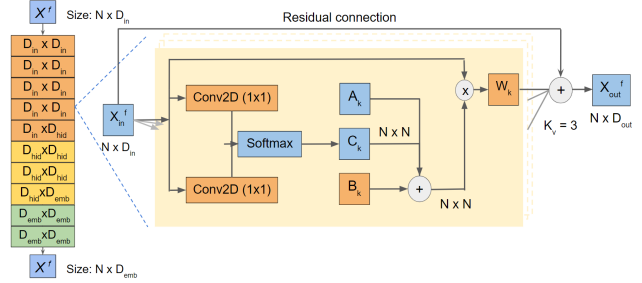 X^f
Size: N x D_in
D_in x D_in
D_in x D_in
D_in x D_in
D_in x D_in
D_in x D_hid
D_hid x D_hid
D_hid x D_hid
D_hid x D_emb
D_emb x D_emb
D_emb x D_emb
X^f
Size: N x D_emb
Residual connection
X_in^f
N x D_in
Conv2D (1x1)
Softmax
Conv2D (1x1)
A_k
C_k
N x N
B_k
+
N x N
x
W_k
+
K_v = 3
X_out^f
N x D_out